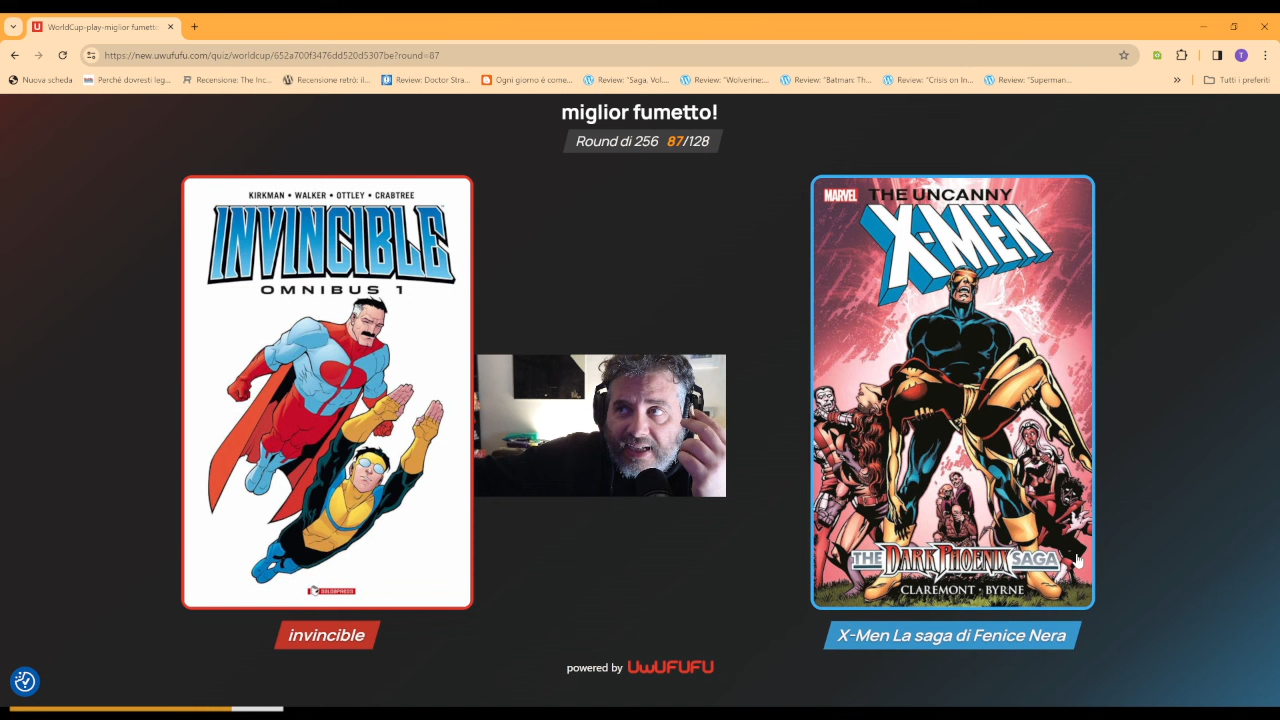 WorldCup-play-miglior fumetto
https://new.uwufufu.com/quiz/worldcup/652a700f3476dd520d5307be?round=87
T
Nuova scheda
Perché dovresti leg...
Recensione: The Inc...
Recensione retrò: il...
Review: Doctor Stra...
Ogni giorno è come...
Review: "Saga, Vol....
Review: "Wolverine:...
Review: "Batman: Th...
Review: "Crisis on In...
Review: "Superman...
»
Tutti i preferiti
miglior fumetto!
Round di 256 87/128
KIRKMAN • WALKER • OTTLEY • CRABTREE
INVINCIBLE
OMNIBUS 1
SALDAPRESS
invincible
MARVEL
THE UNCANNY
X-MEN
THE DARK PHOENIX SAGA
CLAREMONT · BYRNE
X-Men La saga di Fenice Nera
powered by UwUFUFU